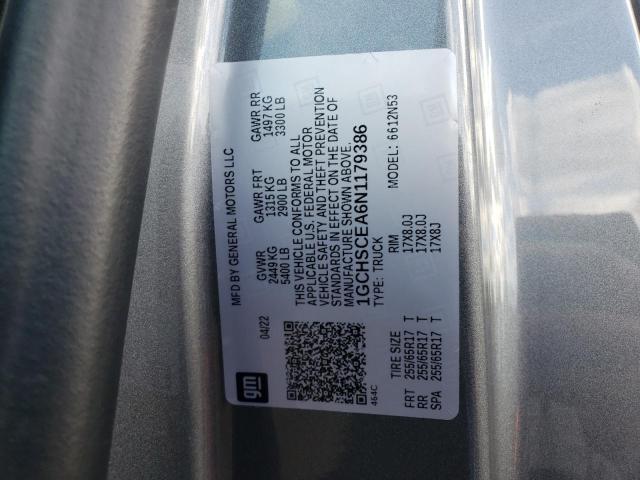 gm
MFD BY GENERAL MOTORS LLC
04/22
GVWR GAWR FRT GAWR RR
2449 KG 1315 KG 1497 KG
5400 LB 2900 LB 3300 LB
THIS VEHICLE CONFORMS TO ALL
APPLICABLE U.S. FEDERAL MOTOR
VEHICLE SAFETY AND THEFT PREVENTION
STANDARDS IN EFFECT ON THE DATE OF
MANUFACTURE SHOWN ABOVE.
1GCHSCEA6N1179386
TYPE: TRUCK MODEL: 6612N53
464C
TIRE SIZE RIM
FRT 255/65R17 T 17X8.0J
RR 255/65R17 T 17X8.0J
SPA 255/65R17 T 17X8J